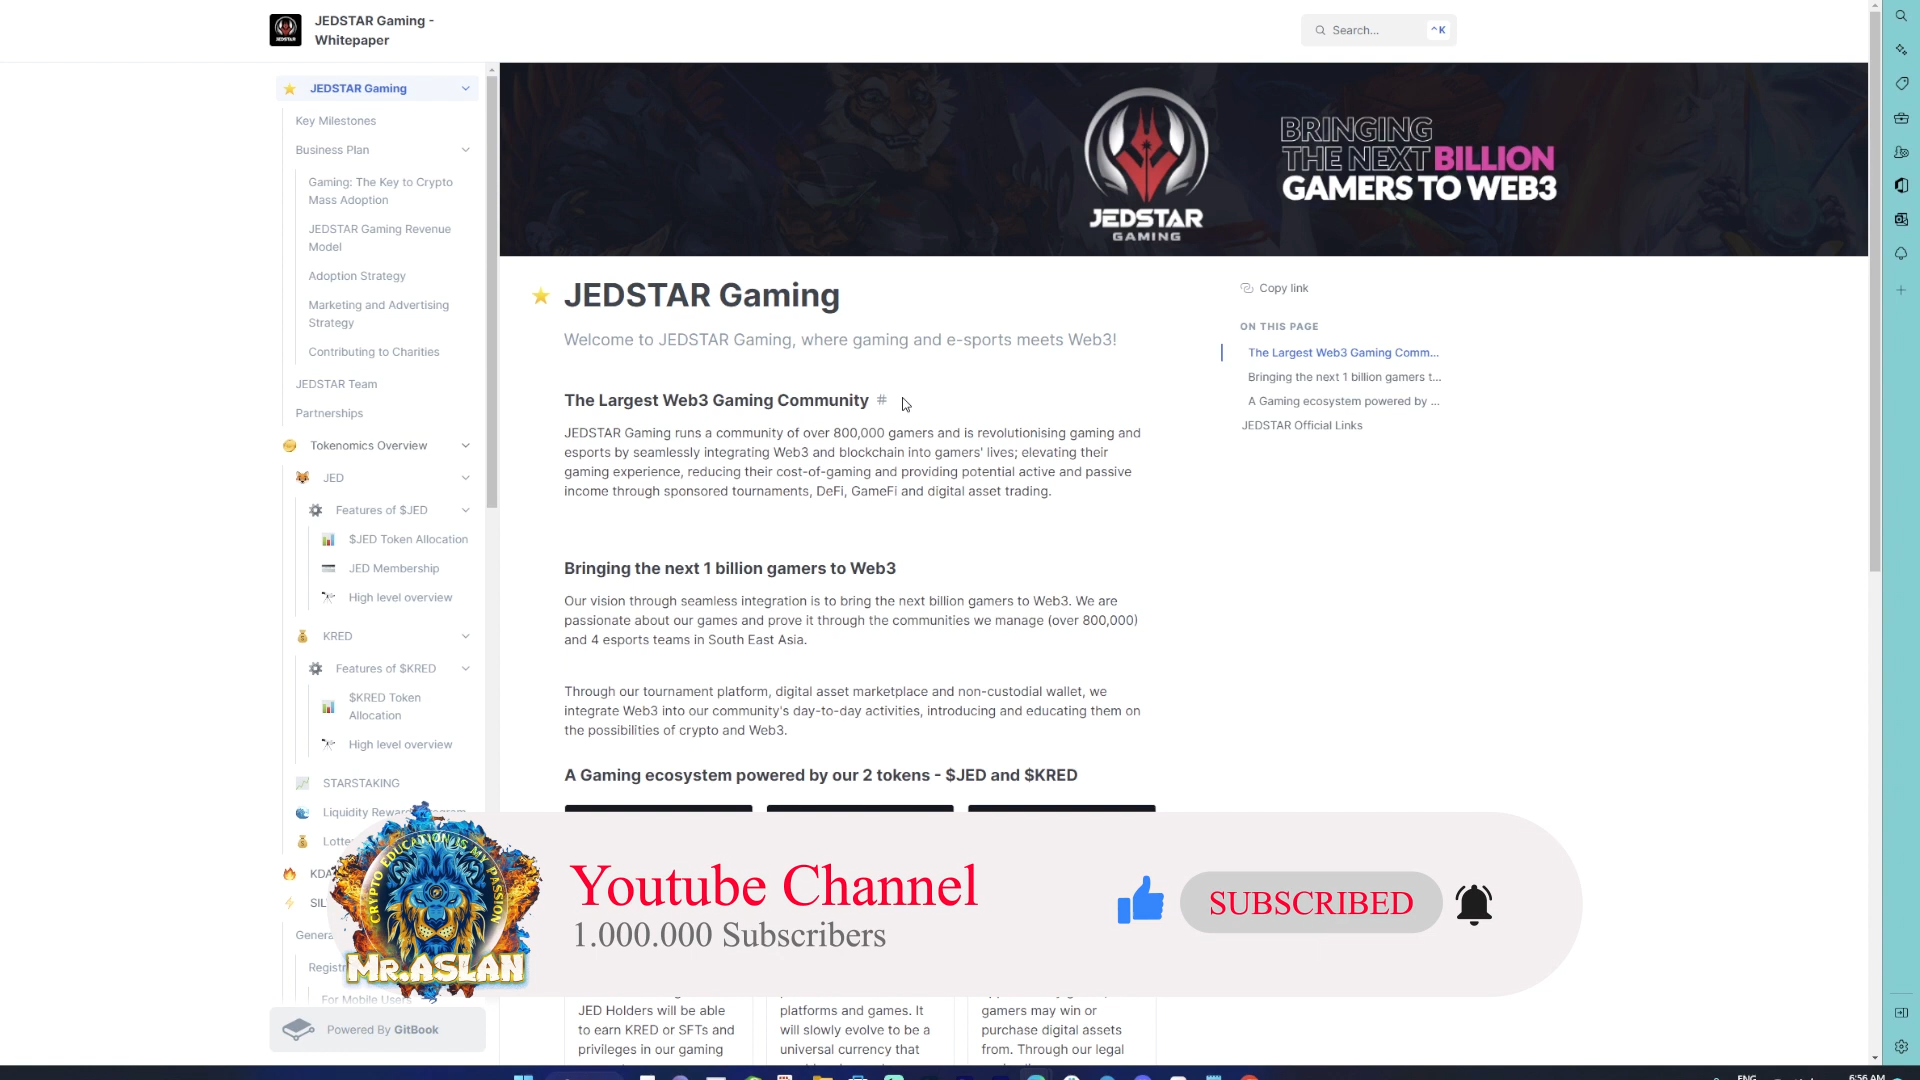 JEDSTAR Gaming -
Whitepaper
Search...
⌃K
JEDSTAR Gaming
Key Milestones
Business Plan
Gaming: The Key to Crypto
Mass Adoption
JEDSTAR Gaming Revenue
Model
Adoption Strategy
Marketing and Advertising
Strategy
Contributing to Charities
JEDSTAR Team
Partnerships
Tokenomics Overview
JED
Features of $JED
$JED Token Allocation
JED Membership
High level overview
KRED
Features of $KRED
$KRED Token
Allocation
High level overview
STARSTAKING
Liquidity
Powered By GitBook
JEDSTAR
GAMING
BRINGING
THE NEXT BILLION
GAMERS TO WEB3
JEDSTAR Gaming
Welcome to JEDSTAR Gaming, where gaming and e-sports meets Web3!
The Largest Web3 Gaming Community #
JEDSTAR Gaming runs a community of over 800,000 gamers and is revolutionising gaming and
esports by seamlessly integrating Web3 and blockchain into gamers' lives; elevating their
gaming experience, reducing their cost-of-gaming and providing potential active and passive
income through sponsored tournaments, DeFi, GameFi and digital asset trading.
Bringing the next 1 billion gamers to Web3
Our vision through seamless integration is to bring the next billion gamers to Web3. We are
passionate about our games and prove it through the communities we manage (over 800,000)
and 4 esports teams in South East Asia.
Through our tournament platform, digital asset marketplace and non-custodial wallet, we
integrate Web3 into our community's day-to-day activities, introducing and educating them on
the possibilities of crypto and Web3.
A Gaming ecosystem powered by our 2 tokens - $JED and $KRED
JED Holders will be able
to earn KRED or SFTs and
privileges in our gaming
platforms and games. It
will slowly evolve to be a
universal currency that
gamers may win or
purchase digital assets
from. Through our legal
Copy link
ON THIS PAGE
The Largest Web3 Gaming Comm...
Bringing the next 1 billion gamers t...
A Gaming ecosystem powered by ...
JEDSTAR Official Links
CRYPTO EDUCATION IS MY PASSION
MR.ASLAN
Youtube Channel
1.000.000 Subscribers
SUBSCRIBED
For Mobile Users
ENG
6:56 AM